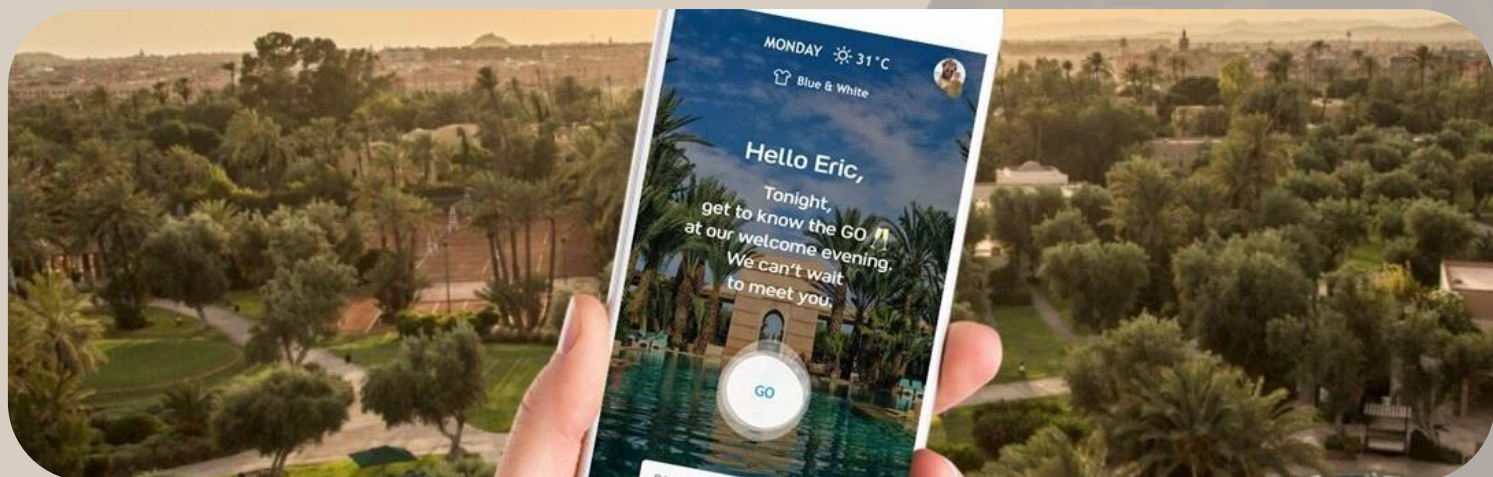 MONDAY 31°C
Blue & White
Hello Eric,
Tonight,
get to know the GO 🥂
at our welcome evening.
We can't wait
to meet you.
GO